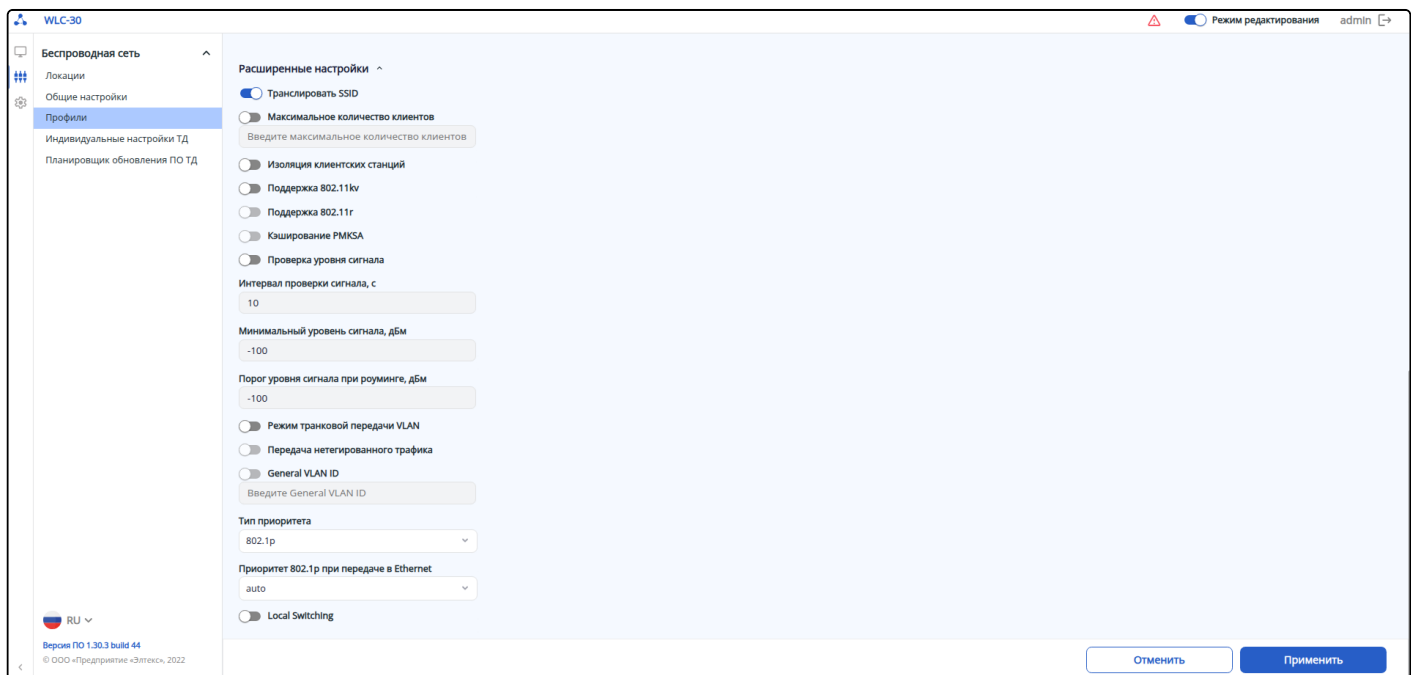 WLC-30
Режим редактирования
admin
Беспроводная сеть
Локации
Общие настройки
Профили
Индивидуальные настройки ТД
Планировщик обновления ПО ТД
Расширенные настройки
Транслировать SSID
Максимальное количество клиентов
Введите максимальное количество клиентов
Изоляция клиентских станций
Поддержка 802.11kv
Поддержка 802.11r
Кэширование PMKSA
Проверка уровня сигнала
Интервал проверки сигнала, с
10
Минимальный уровень сигнала, дБм
-100
Порог уровня сигнала при роуминге, дБм
-100
Режим транковой передачи VLAN
Передача нетегированного трафика
General VLAN ID
Введите General VLAN ID
Тип приоритета
802.1p
Приоритет 802.1p при передаче в Ethernet
auto
Local Switching
RU
Версия ПО 1.30.3 build 44
© ООО «Предприятие «Элтекс», 2022
Отменить
Применить